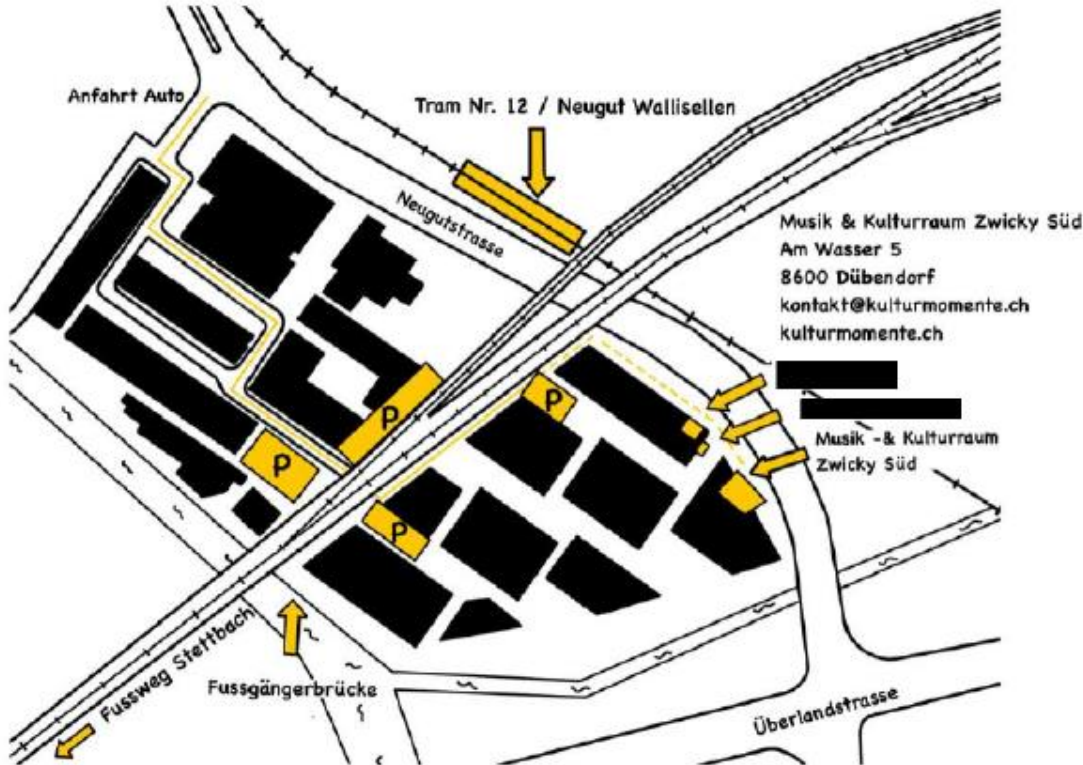 Anfahrt Auto
Tram Nr. 12 / Neugut Wallisellen
Neugutstrasse
Musik & Kulturraum Zwicky Süd
Am Wasser 5
8600 Dübendorf
kontakt@kulturmomente.ch
kulturmomente.ch
P
P
P
P
Musik -& Kulturraum
Zwicky Süd
Fussweg Stettbach
Fussgängerbrücke
Überlandstrasse